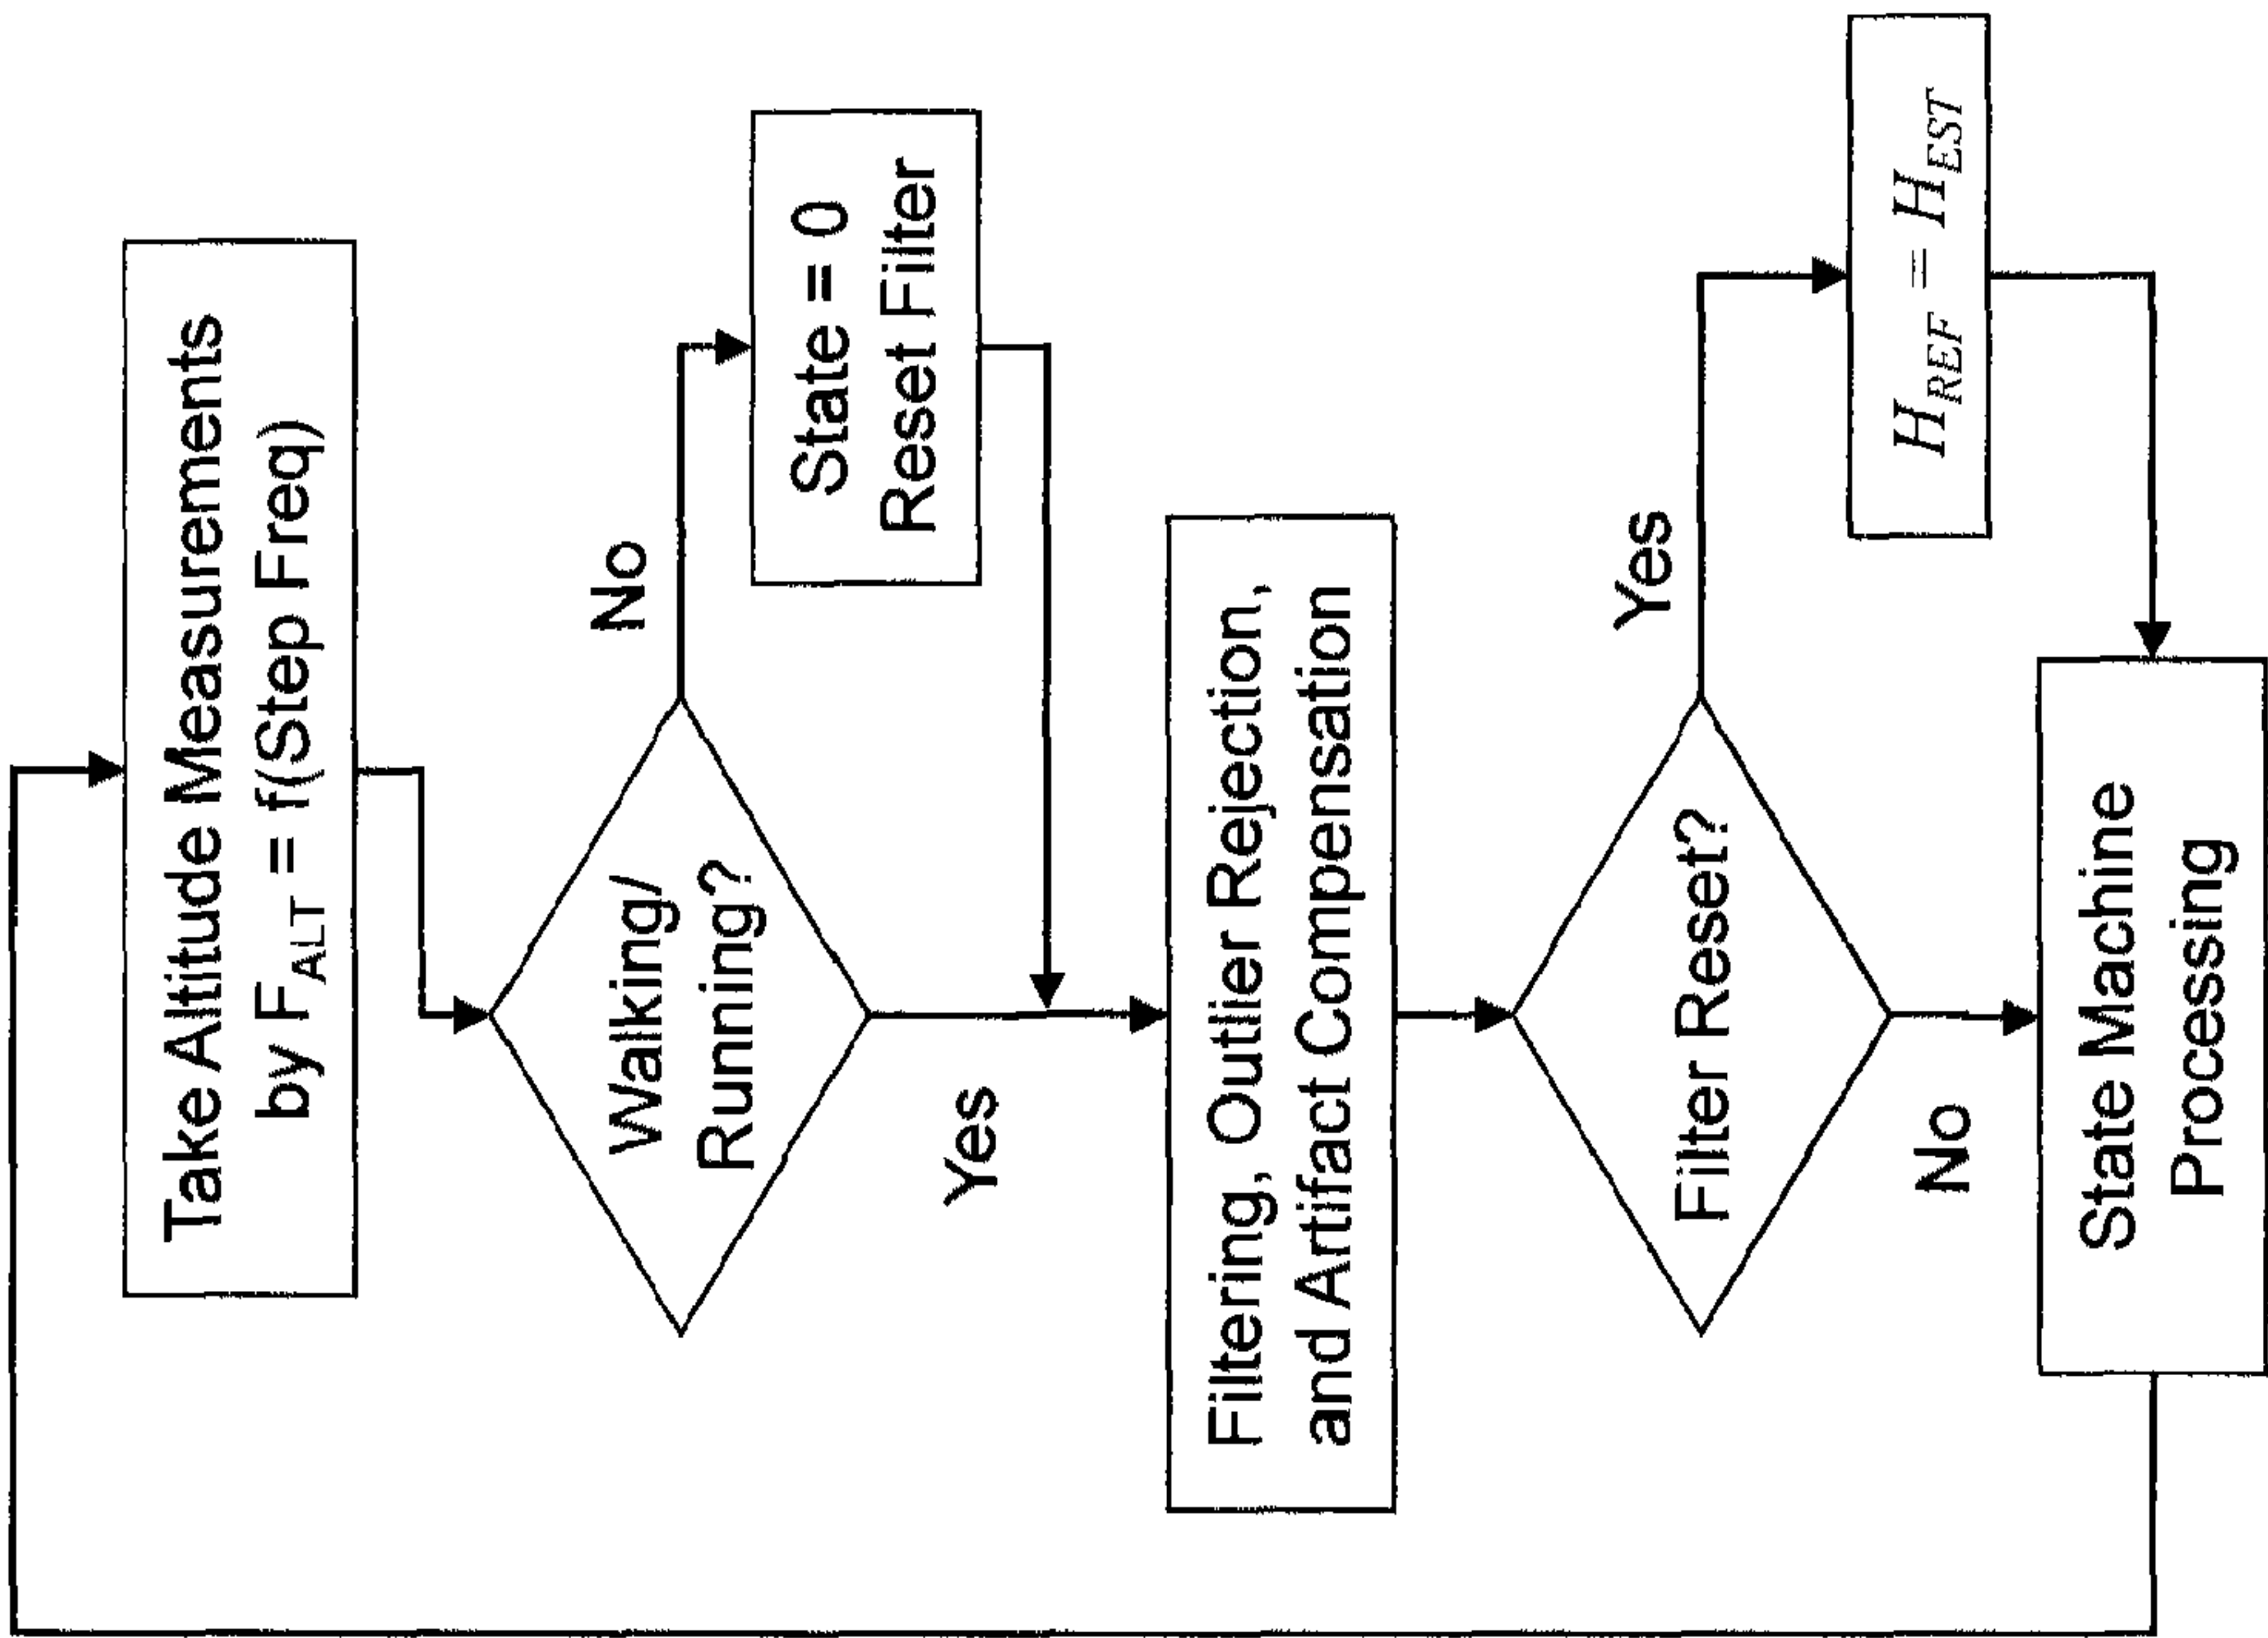 Take Altitude Measurements
by F_ALT = f(Step Freq)
Walking/
Running?
No
State = 0
Reset Filter
Yes
Filtering, Outlier Rejection,
and Artifact Compensation
Filter Reset?
Yes
H_REF = H_EST
No
State Machine
Processing